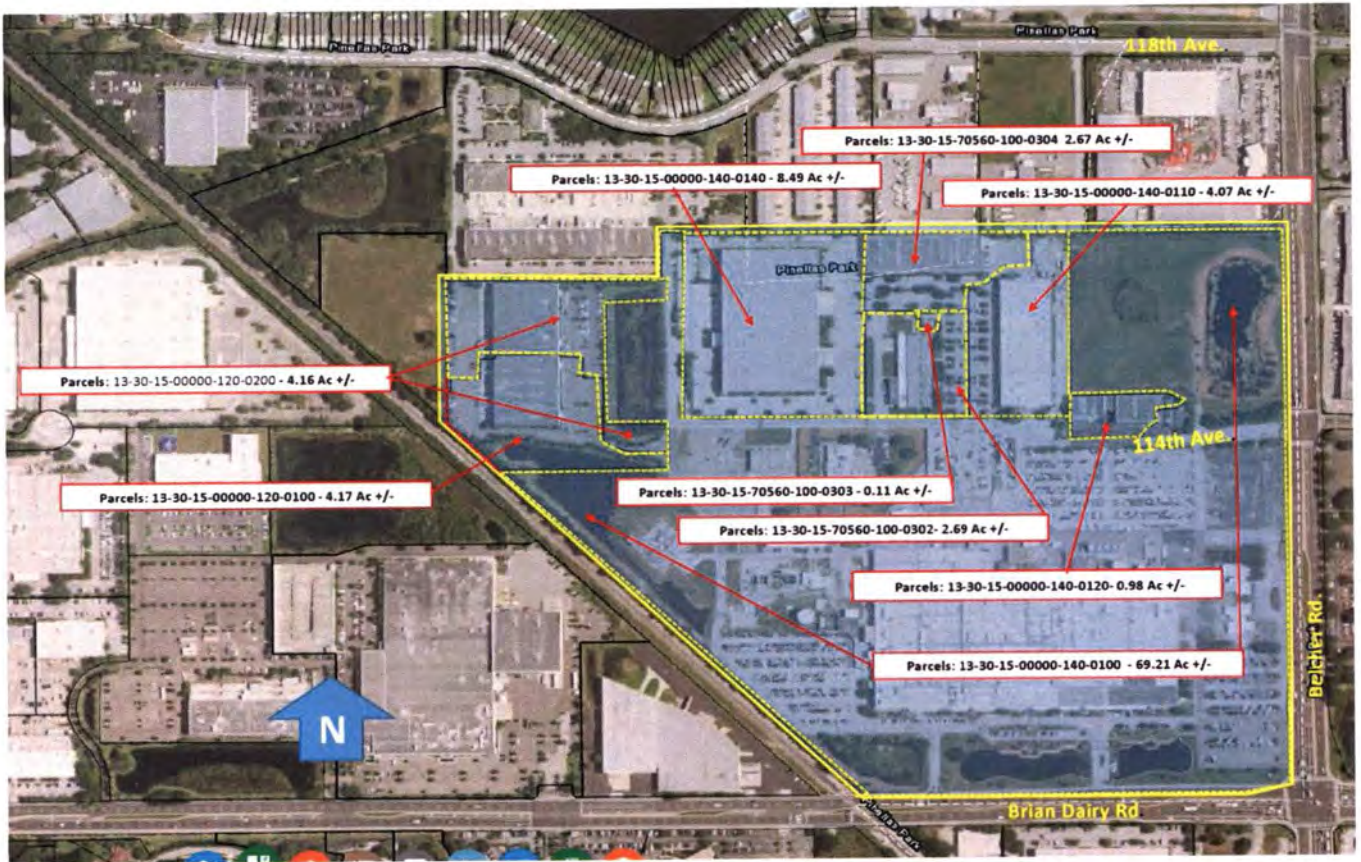 Pinellas Park
Pinellas Park
118th Ave.
Parcels: 13-30-15-70560-100-0304 2.67 Ac +/-
Parcels: 13-30-15-00000-140-0140 - 8.49 Ac +/-
Parcels: 13-30-15-00000-140-0110 - 4.07 Ac +/-
Pinellas Park
Parcels: 13-30-15-00000-120-0200 - 4.16 Ac +/-
114th Ave.
Parcels: 13-30-15-00000-120-0100 - 4.17 Ac +/-
Parcels: 13-30-15-70560-100-0303 - 0.11 Ac +/-
Parcels: 13-30-15-70560-100-0302- 2.69 Ac +/-
Parcels: 13-30-15-00000-140-0120- 0.98 Ac +/-
Parcels: 13-30-15-00000-140-0100 - 69.21 Ac +/-
Belcher Rd.
N
Brian Dairy Rd
Pinellas Park